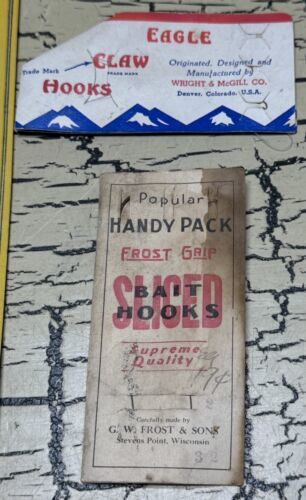 EAGLE
CLAW
Trade Mark
TRADE MARK
HOOKS
Originated, Designed and
Manufactured by
WRIGHT & McGILL CO.
Denver, Colorado, U.S.A.
Popular
HANDY PACK
FROST GRIP
SLICED
BAIT
HOOKS
Supreme
Quality
Carefully made by
G. W. FROST & SONS
Stevens Point, Wisconsin
3